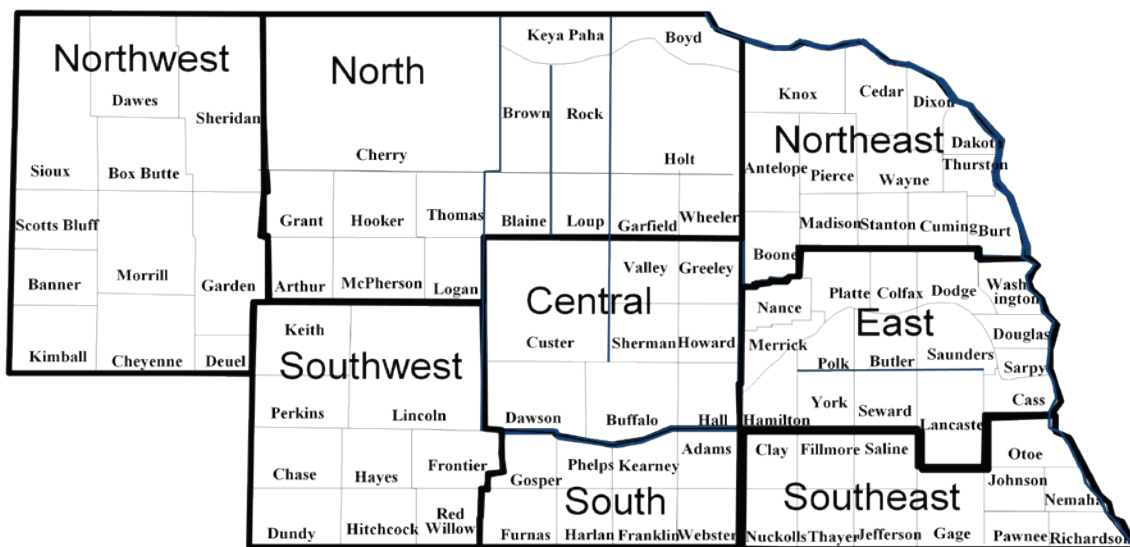 Northwest
North
Keya Paha
Boyd
Knox
Cedar
Dixon
Dawes
Sheridan
Brown
Rock
Northeast
Dakota
Cherry
Holt
Antelope
Pierce
Wayne
Thurston
Sioux
Box Butte
Scotts Bluff
Grant
Hooker
Thomas
Blaine
Loup
Garfield
Wheeler
Madison
Stanton
Cuming
Burt
Boone
Banner
Morrill
Garden
Arthur
McPherson
Logan
Valley
Greeley
Central
Nance
Platte
Colfax
Dodge
Wash
ington
East
Keith
Kimball
Cheyenne
Deuel
Southwest
Custer
Sherman
Howard
Merrick
Polk
Butler
Saunders
Douglas
Sarpy
Perkins
Lincoln
Dawson
Buffalo
Hall
Hamilton
York
Seward
Lancaste
Cass
Chase
Hayes
Frontier
Gosper
Phelps
Kearney
Adams
Clay
Fillmore
Saline
Otoe
Johnson
Nemaha
South
Southeast
Dundy
Hitchcock
Red
Willow
Furnas
Harlan
Franklin
Webster
Nuckolls
Thayer
Jefferson
Gage
Pawnee
Richardson